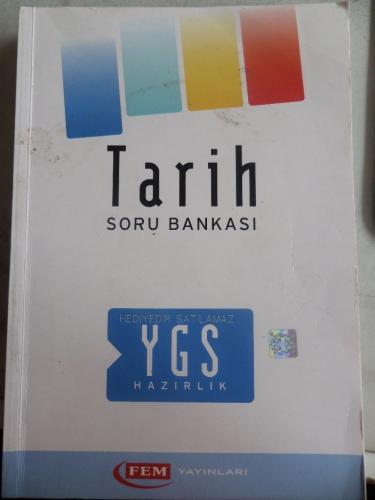 Tarih
SORU BANKASI
HEDİYEDİR SATILAMAZ
YGS
HAZIRLIK
FEM YAYINLARI